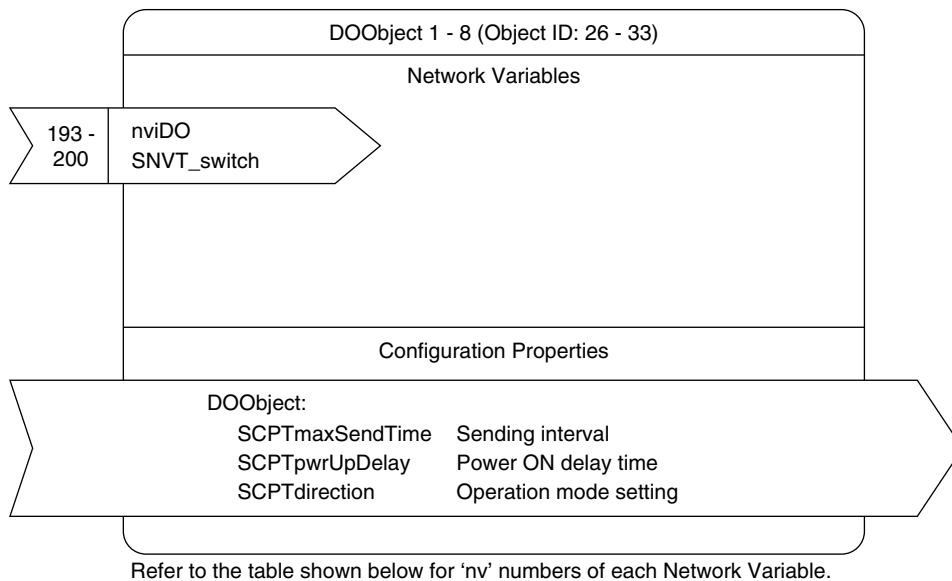 DOObject 1 - 8 (Object ID: 26 - 33)
Network Variables
193 - 200
nviDO
SNVT_switch
Configuration Properties
DOObject:
SCPTmaxSendTime Sending interval
SCPTpwrUpDelay Power ON delay time
SCPTdirection Operation mode setting
Refer to the table shown below for ‘nv’ numbers of each Network Variable.